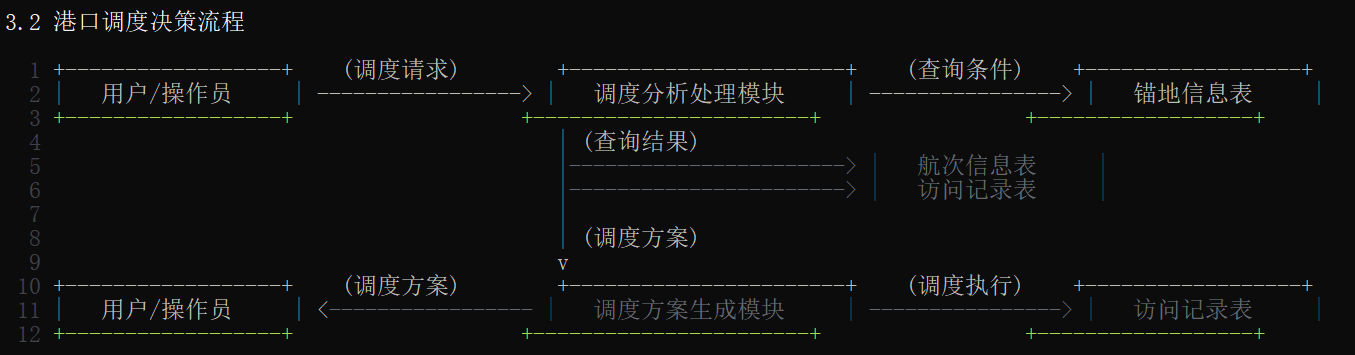 3.2 港口调度决策流程
1 +------------------+    (调度请求)        +-----------------------+    (查询条件)    +------------------+
2 |   用户/操作员     | -----------------> |   调度分析处理模块     | ----------------> |   锚地信息表     |
3 +------------------+                   +-----------------------+                  +------------------+
4 | (查询结果)
5 |-----------------------> |   航次信息表     |
6 |-----------------------> |   访问记录表     |
7 |
8 | (调度方案)
9 v
10 +------------------+    (调度方案)        +-----------------------+    (调度执行)    +------------------+
11 |   用户/操作员     | <----------------- |   调度方案生成模块     | ----------------> |   访问记录表     |
12 +------------------+                   +-----------------------+                  +------------------+